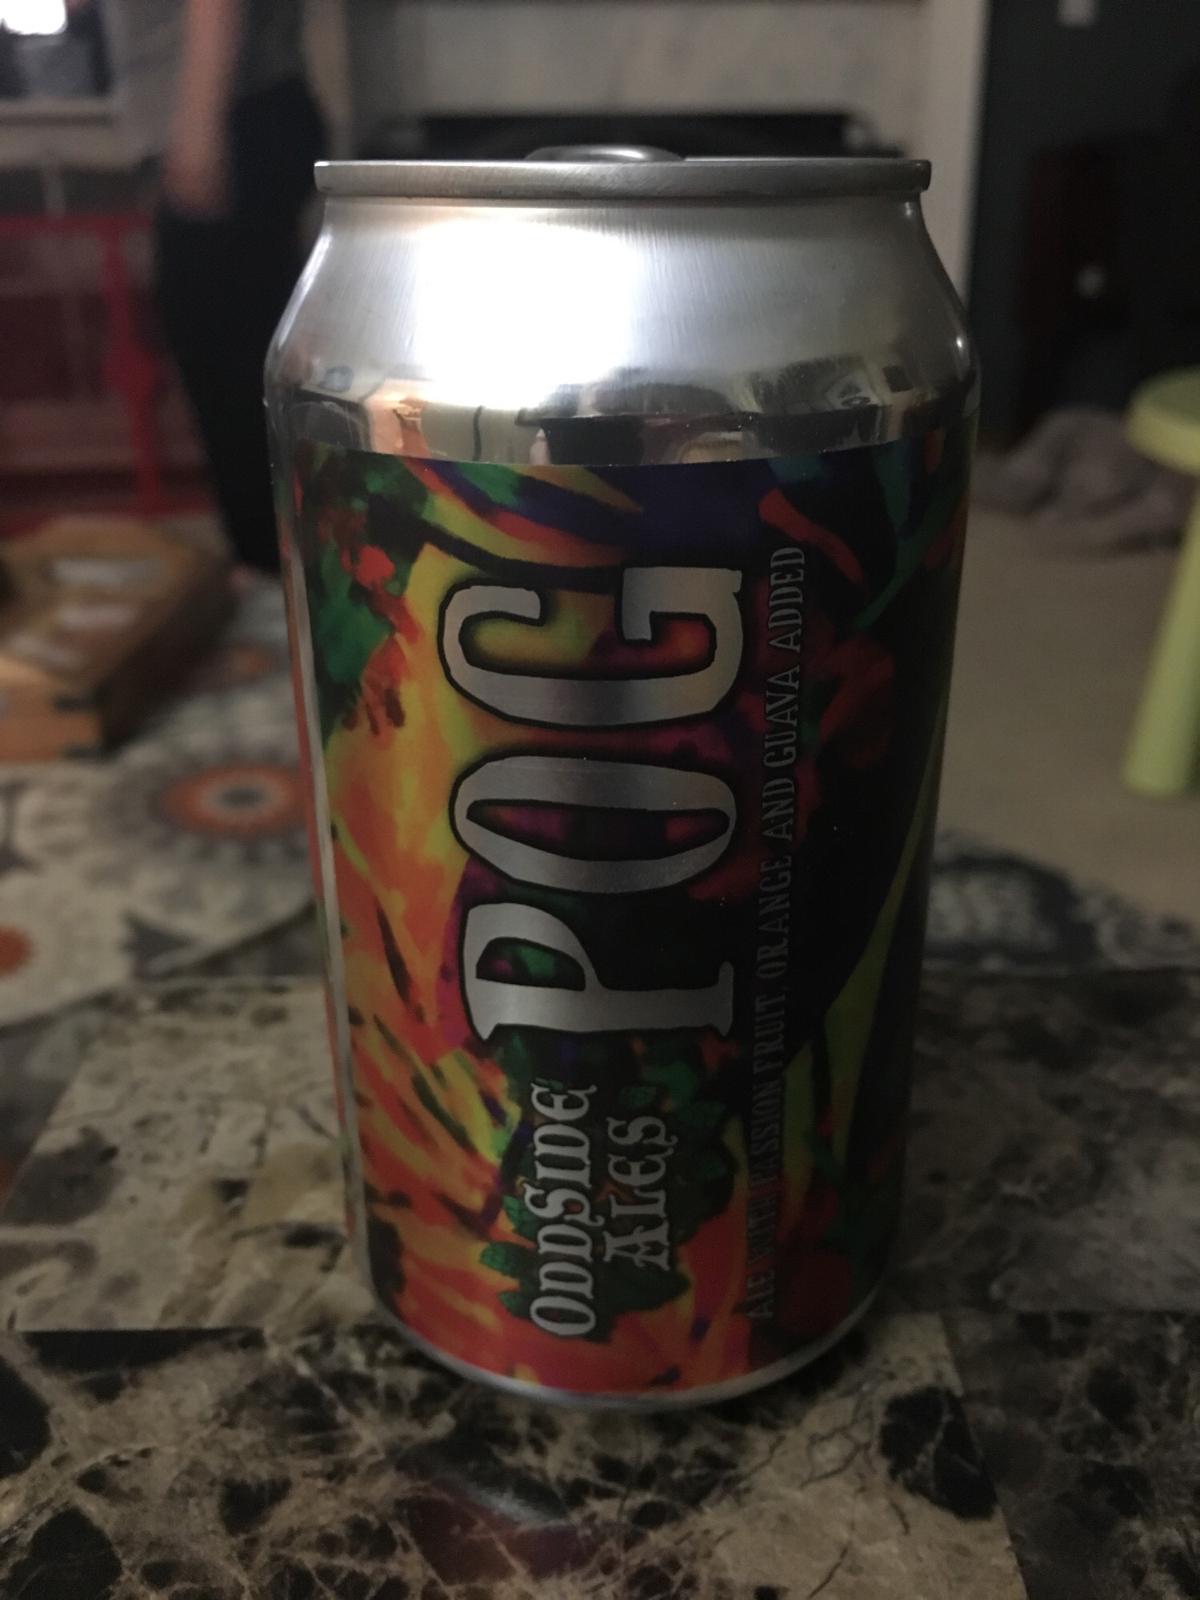 ODDSIDE
ALES
POG
ALE WITH PASSION FRUIT, ORANGE AND GUAVA ADDED